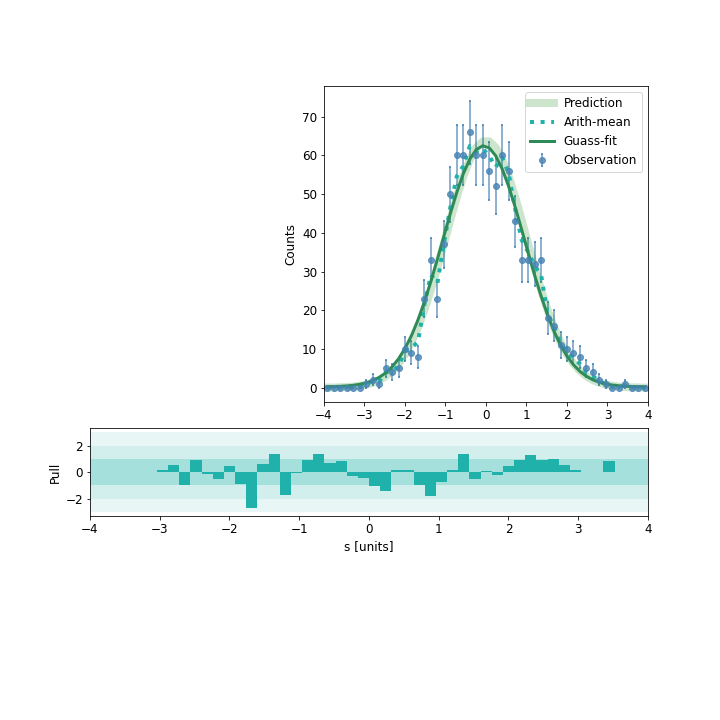 70
60
50
40
30
20
10
0
Counts
Prediction
Arith-mean
Guass-fit
Observation
−4 −3 −2 −1 0 1 2 3 4
2
0
−2
Pull
−4 −3 −2 −1 0 1 2 3 4
s [units]